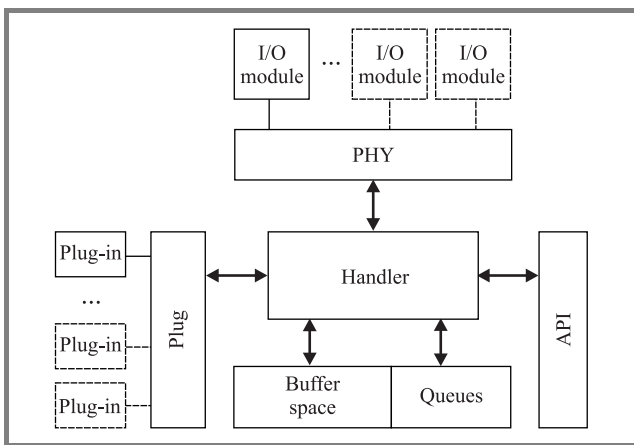 I/O
module
...
I/O
module
I/O
module
PHY
Plug-in
...
Plug-in
Plug-in
Plug
Handler
API
Buffer
space
Queues